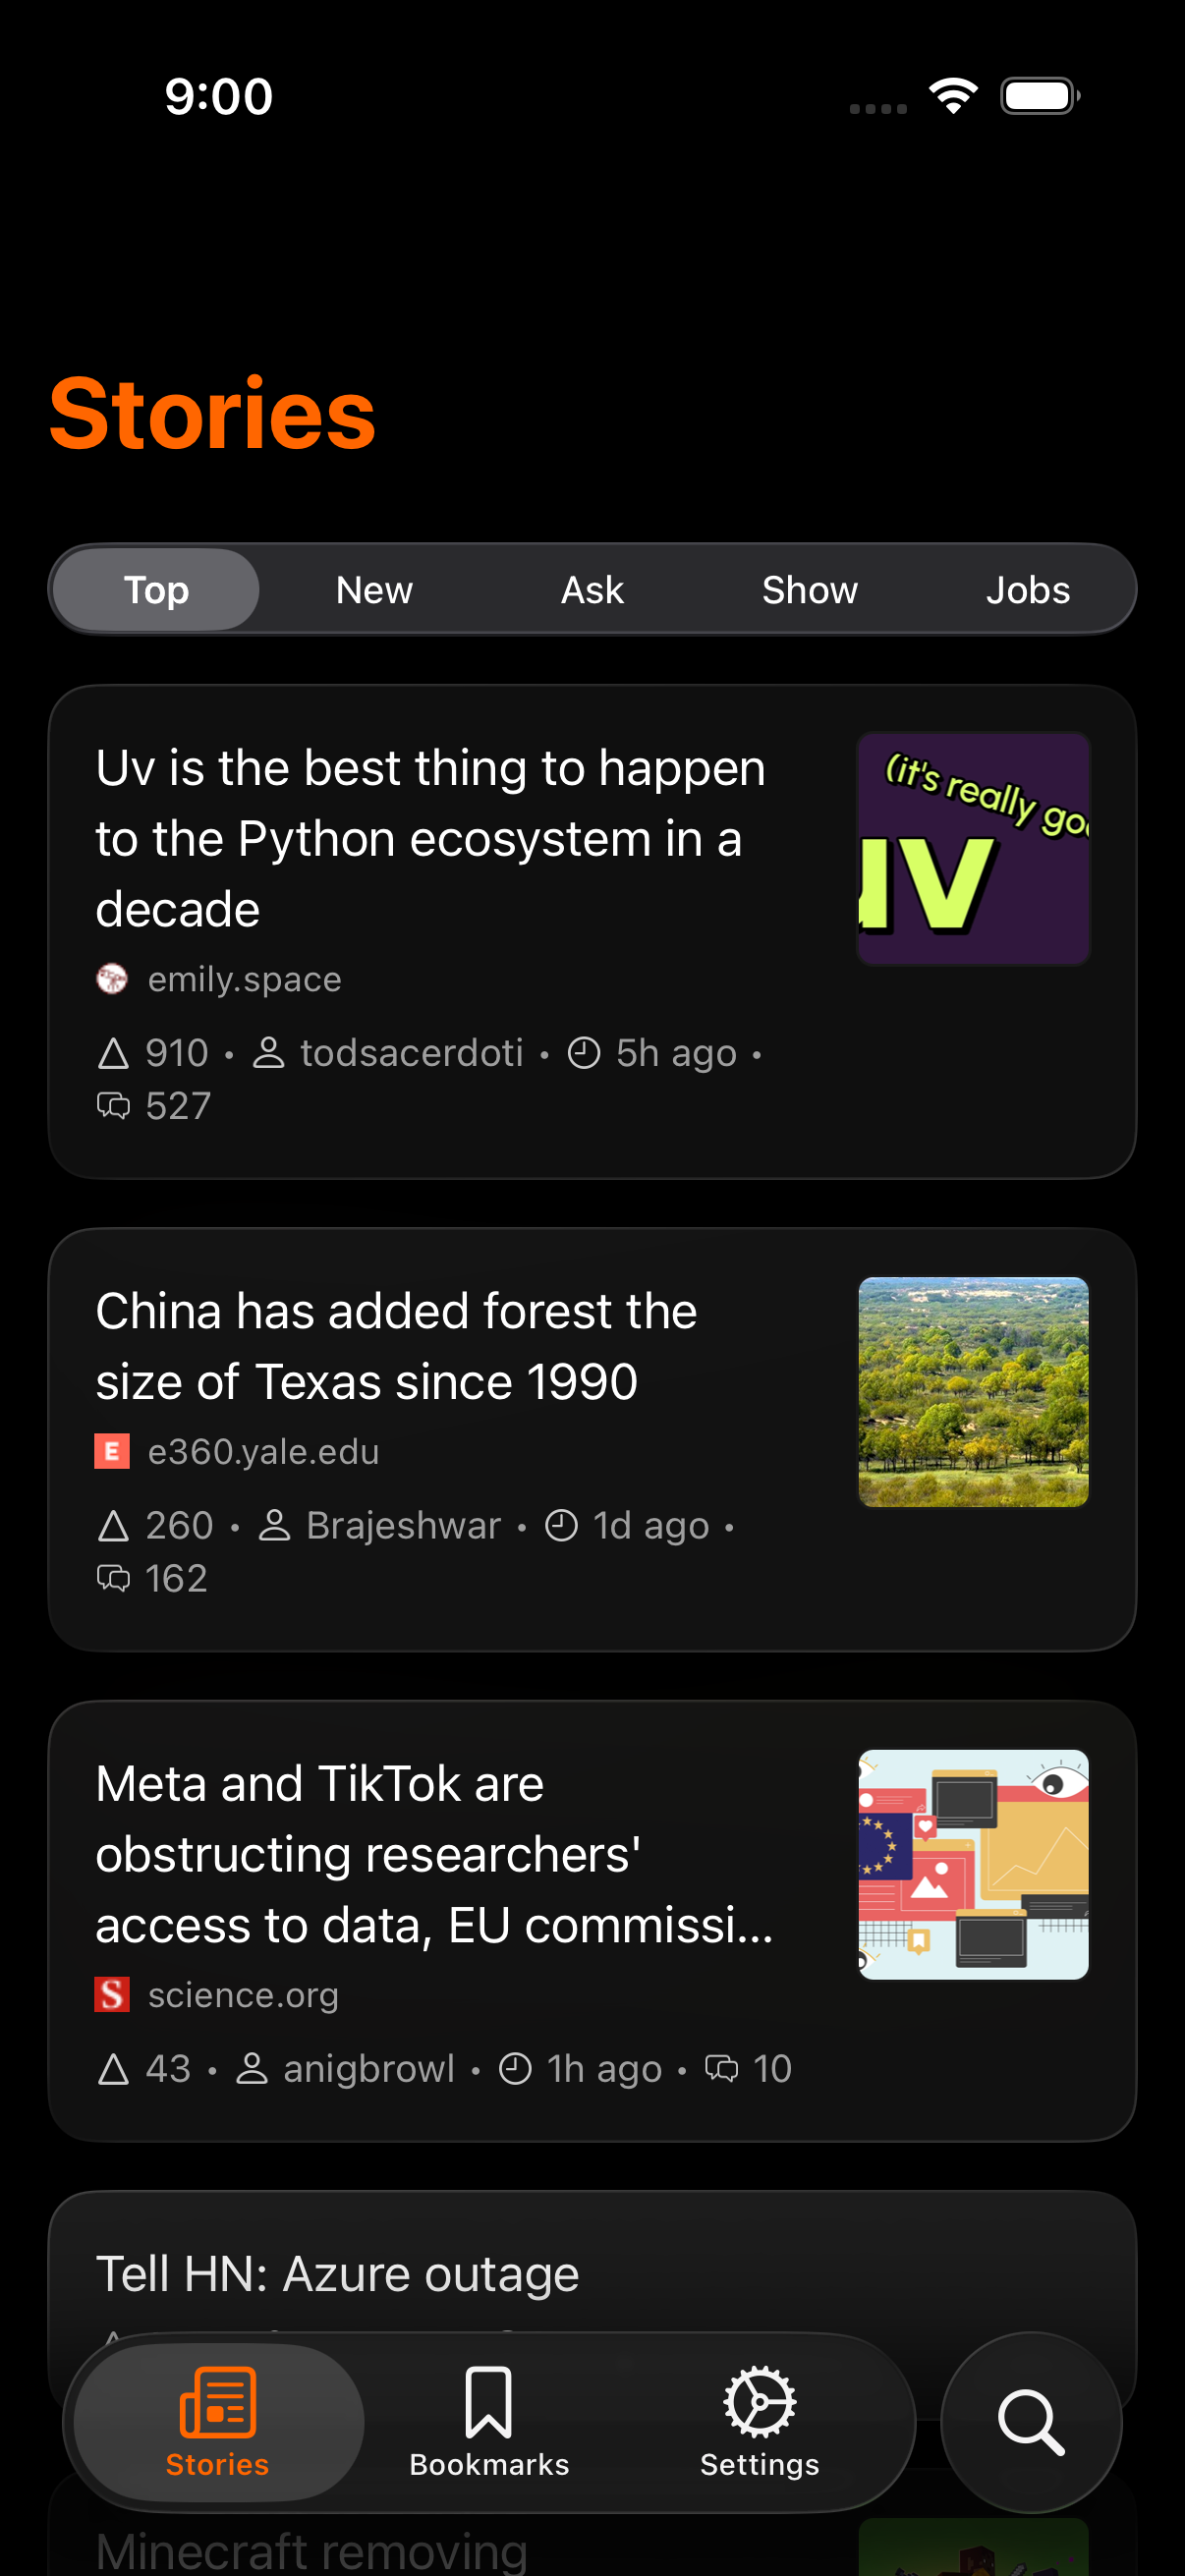 9:00
Stories
Top New Ask Show Jobs
Uv is the best thing to happen
to the Python ecosystem in a
decade
(it's really go
uv
emily.space
910 • todsacerdoti • 5h ago •
527
China has added forest the
size of Texas since 1990
E e360.yale.edu
260 • Brajeshwar • 1d ago •
162
Meta and TikTok are
obstructing researchers'
access to data, EU commissi...
S science.org
43 • anigbrowl • 1h ago • 10
Tell HN: Azure outage
Stories Bookmarks Settings
Minecraft removing